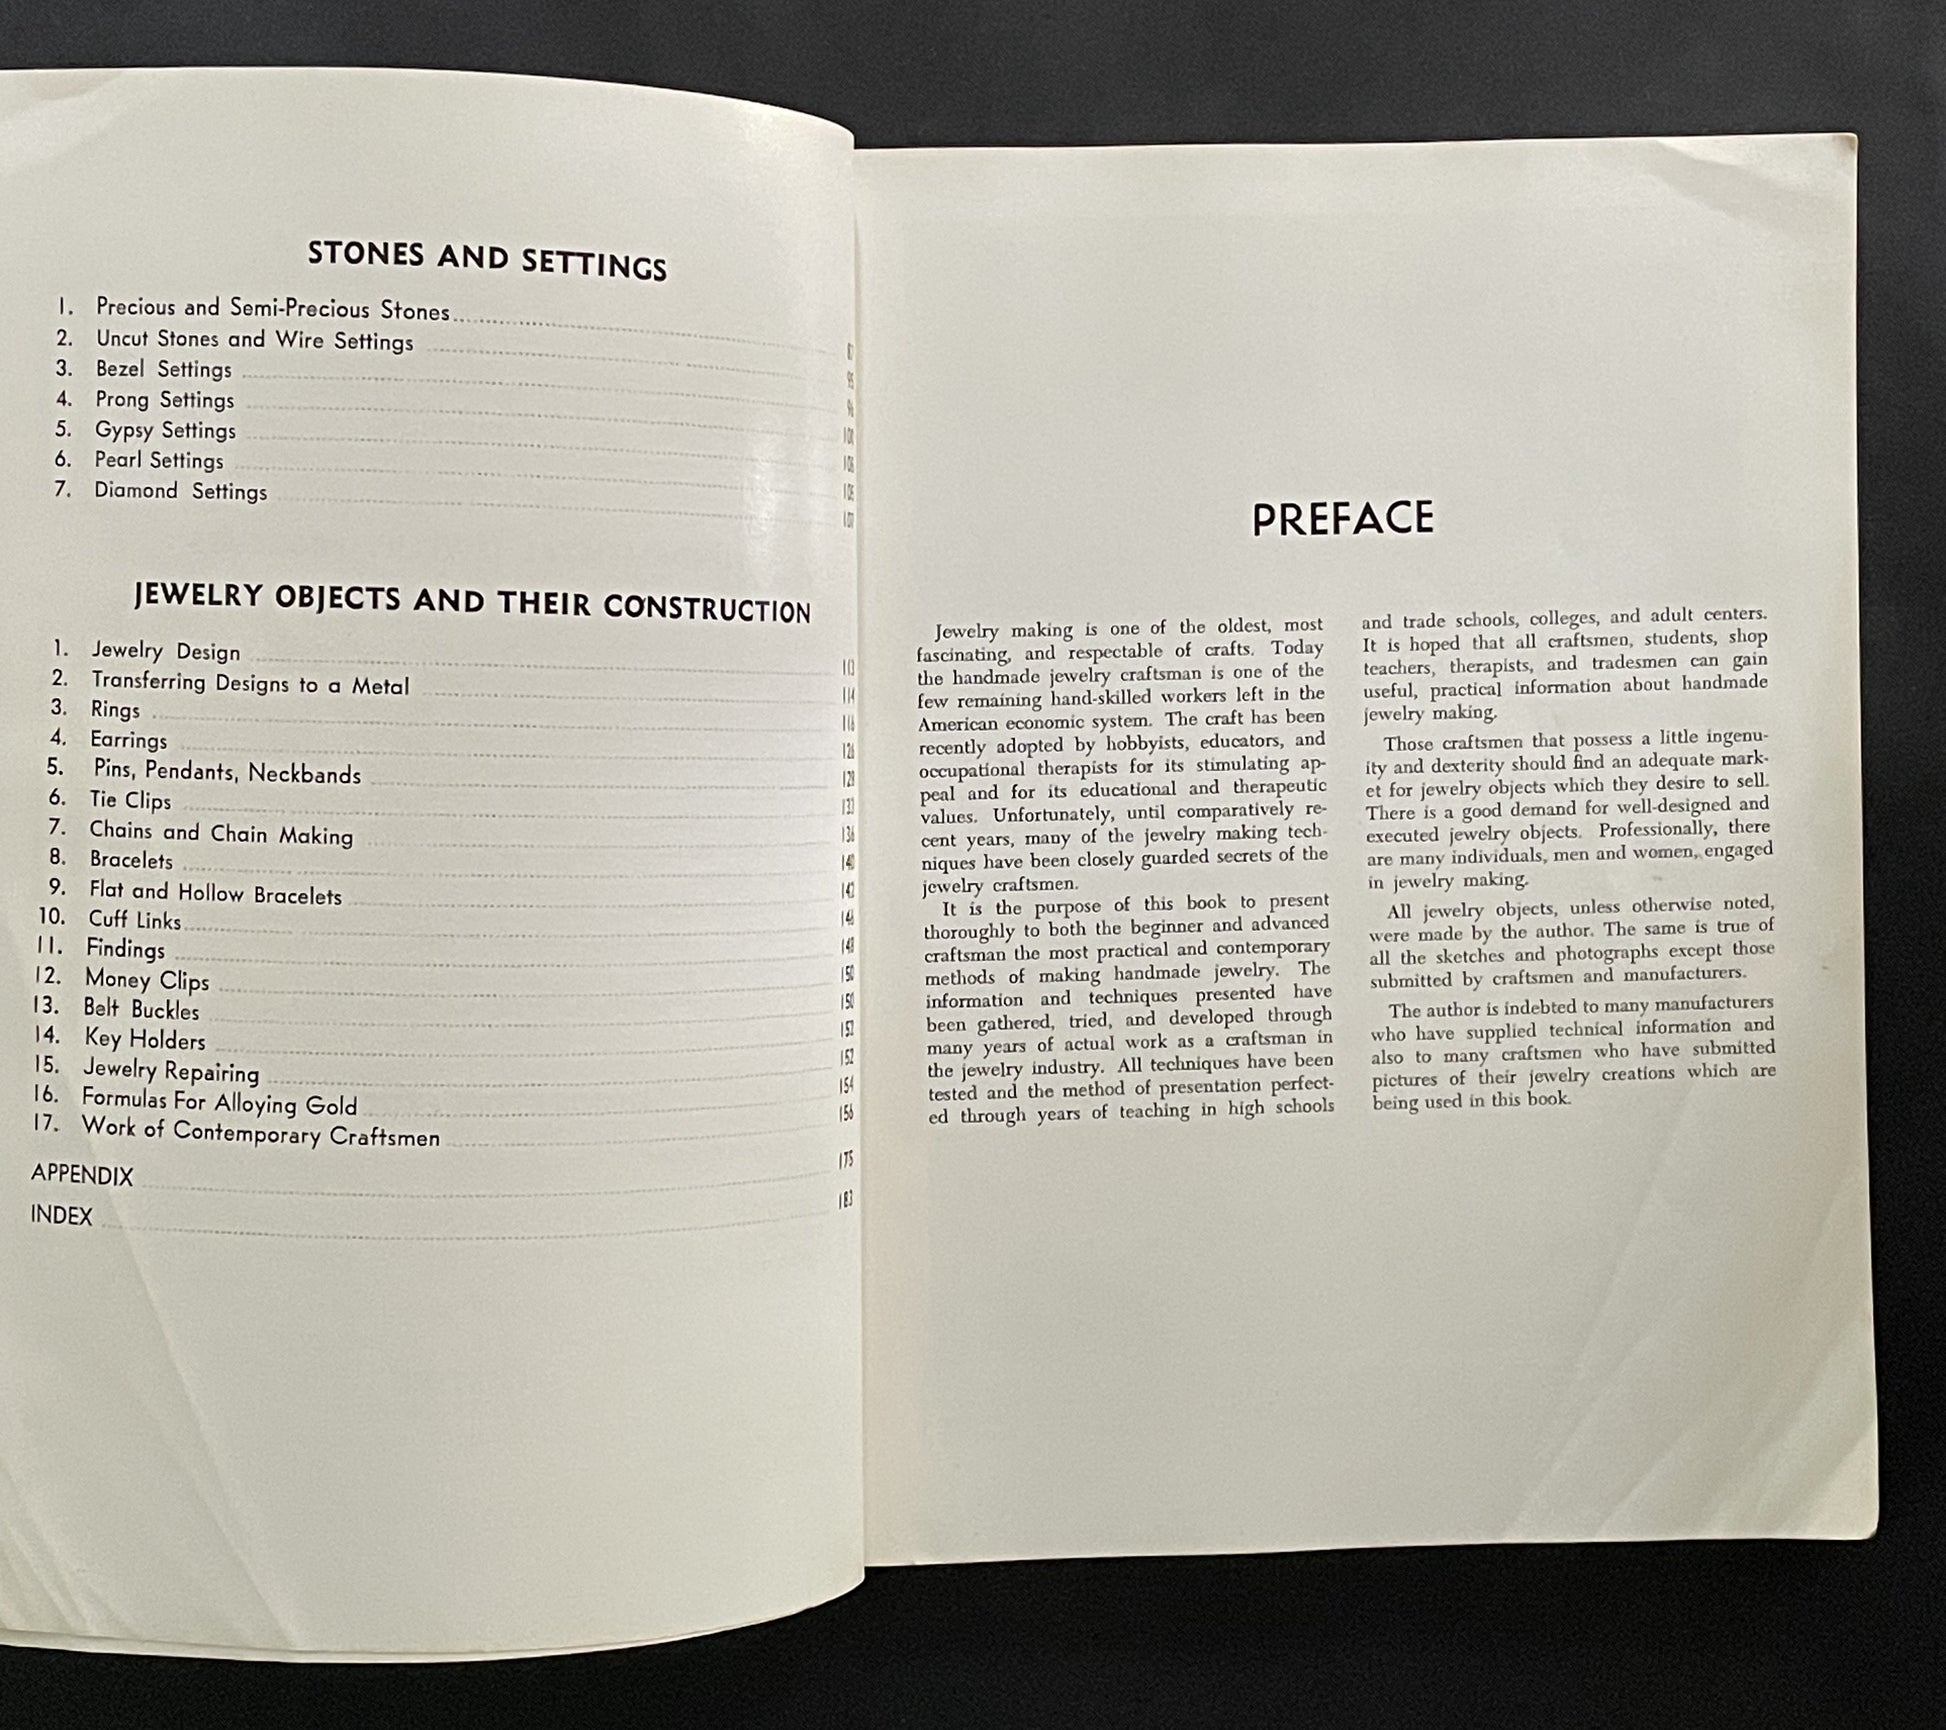 STONES AND SETTINGS
1. Precious and Semi-Precious Stones
2. Uncut Stones and Wire Settings 95
3. Bezel Settings 96
4. Prong Settings
5. Gypsy Settings
6. Pearl Settings
7. Diamond Settings
JEWELRY OBJECTS AND THEIR CONSTRUCTION
1. Jewelry Design 113
2. Transferring Designs to a Metal 114
3. Rings 116
4. Earrings 126
5. Pins, Pendants, Neckbands
6. Tie Clips 133
7. Chains and Chain Making 136
8. Bracelets 140
9. Flat and Hollow Bracelets
10. Cuff Links 146
11. Findings 148
12. Money Clips 150
13. Belt Buckles 150
14. Key Holders
15. Jewelry Repairing 152
16. Formulas For Alloying Gold 154
17. Work of Contemporary Craftsmen 156
APPENDIX 175
INDEX 183
PREFACE
Jewelry making is one of the oldest, most
fascinating, and respectable of crafts. Today
the handmade jewelry craftsman is one of the
few remaining hand-skilled workers left in the
American economic system. The craft has been
recently adopted by hobbyists, educators, and
occupational therapists for its stimulating ap-
peal and for its educational and therapeutic
values. Unfortunately, until comparatively re-
cent years, many of the jewelry making tech-
niques have been closely guarded secrets of the
jewelry craftsmen.
It is the purpose of this book to present
thoroughly to both the beginner and advanced
craftsman the most practical and contemporary
methods of making handmade jewelry. The
information and techniques presented have
been gathered, tried, and developed through
many years of actual work as a craftsman in
the jewelry industry. All techniques have been
tested and the method of presentation perfect-
ed through years of teaching in high schools
and trade schools, colleges, and adult centers.
It is hoped that all craftsmen, students, shop
teachers, therapists, and tradesmen can gain
useful, practical information about handmade
jewelry making.
Those craftsmen that possess a little ingenu-
ity and dexterity should find an adequate mark-
et for jewelry objects which they desire to sell.
There is a good demand for well-designed and
executed jewelry objects. Professionally, there
are many individuals, men and women, engaged
in jewelry making.
All jewelry objects, unless otherwise noted,
were made by the author. The same is true of
all the sketches and photographs except those
submitted by craftsmen and manufacturers.
The author is indebted to many manufacturers
who have supplied technical information and
also to many craftsmen who have submitted
pictures of their jewelry creations which are
being used in this book.